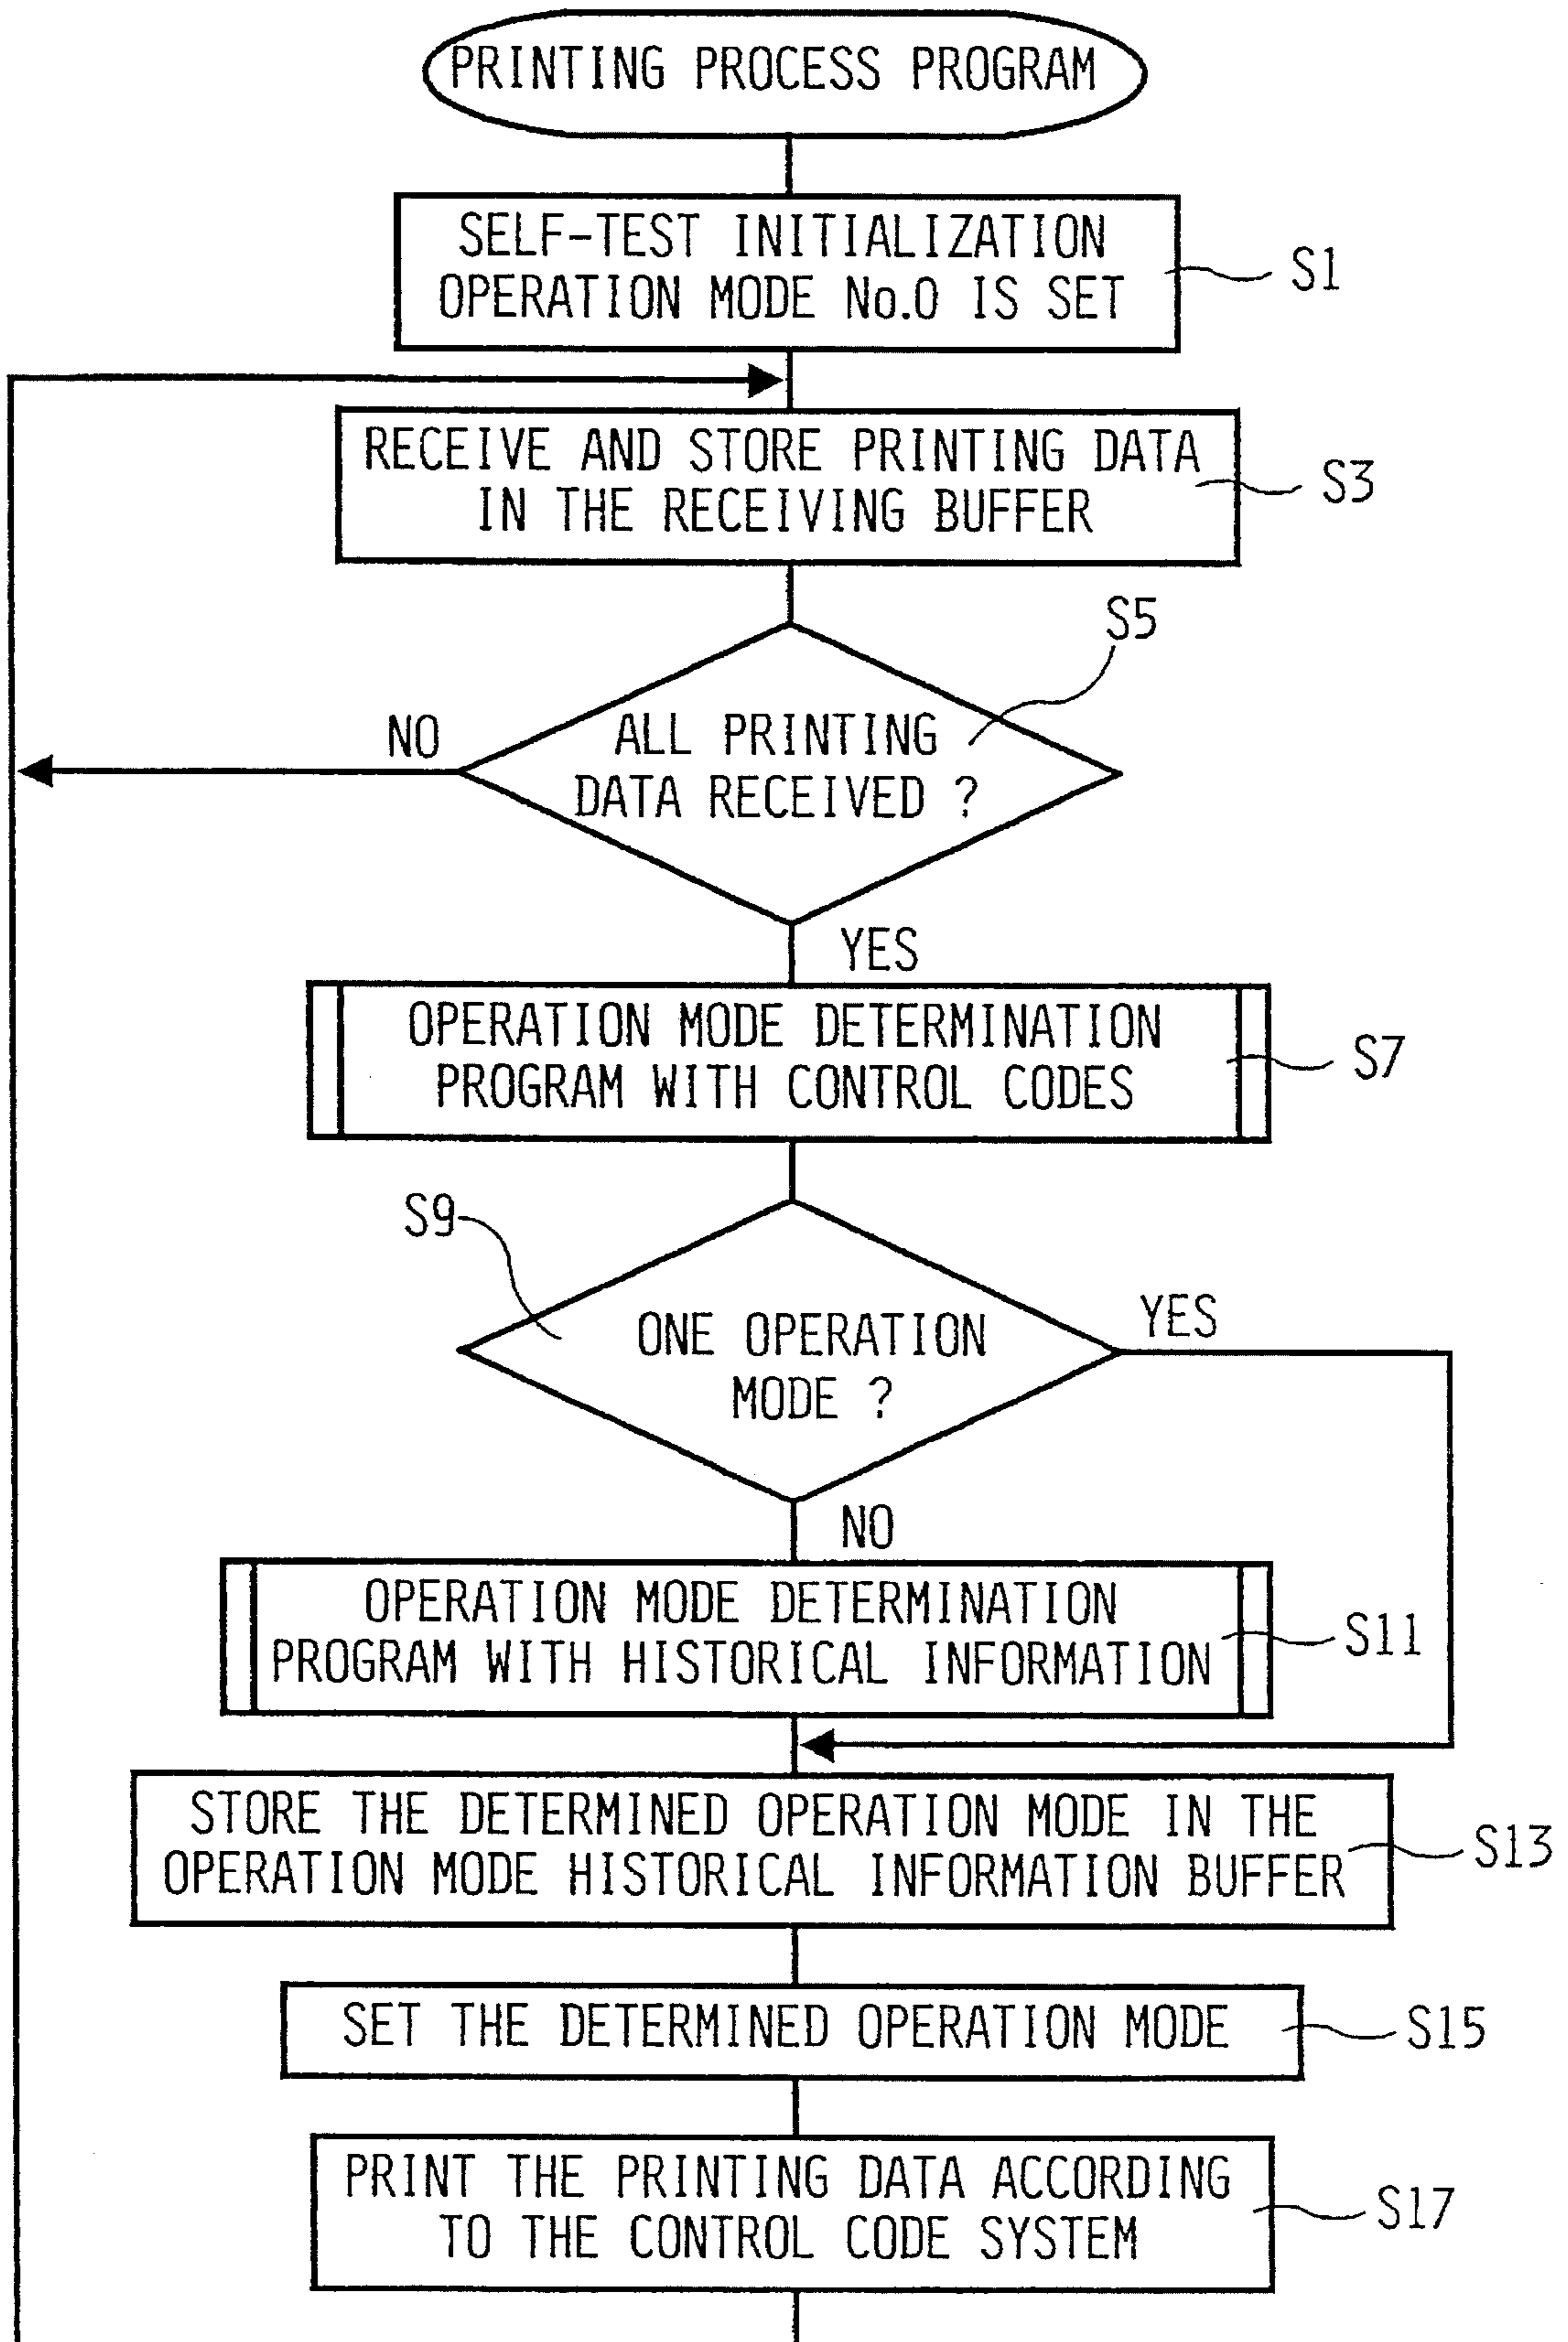 PRINTING PROCESS PROGRAM
SELF-TEST INITIALIZATION
OPERATION MODE No.0 IS SET
S1
RECEIVE AND STORE PRINTING DATA
IN THE RECEIVING BUFFER
S3
S5
ALL PRINTING
DATA RECEIVED ?
NO
YES
OPERATION MODE DETERMINATION
PROGRAM WITH CONTROL CODES
S7
S9
ONE OPERATION
MODE ?
YES
NO
OPERATION MODE DETERMINATION
PROGRAM WITH HISTORICAL INFORMATION
S11
STORE THE DETERMINED OPERATION MODE IN THE
OPERATION MODE HISTORICAL INFORMATION BUFFER
S13
SET THE DETERMINED OPERATION MODE
S15
PRINT THE PRINTING DATA ACCORDING
TO THE CONTROL CODE SYSTEM
S17